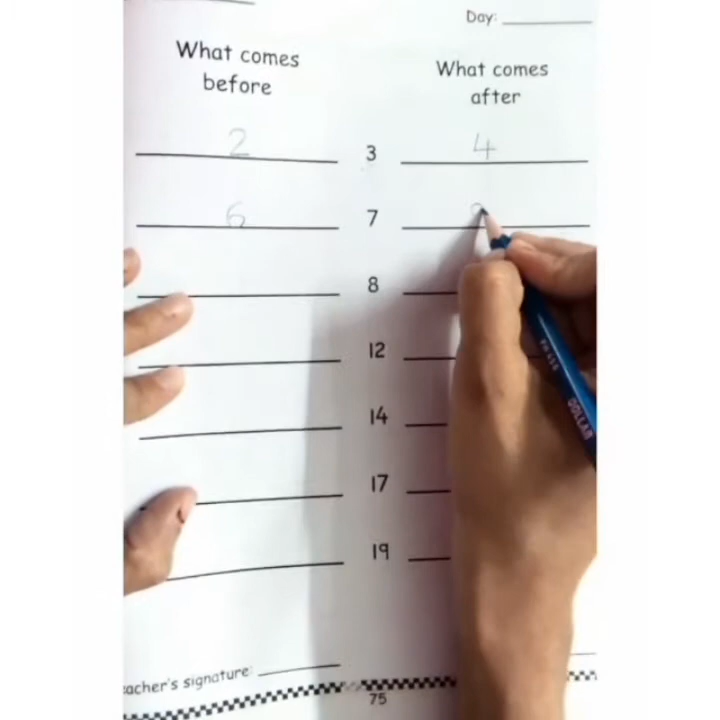 Day:
What comes before
What comes after
2 3 4
6 7
8
12
14
17
19
acher's signature:
75
DOLLAR